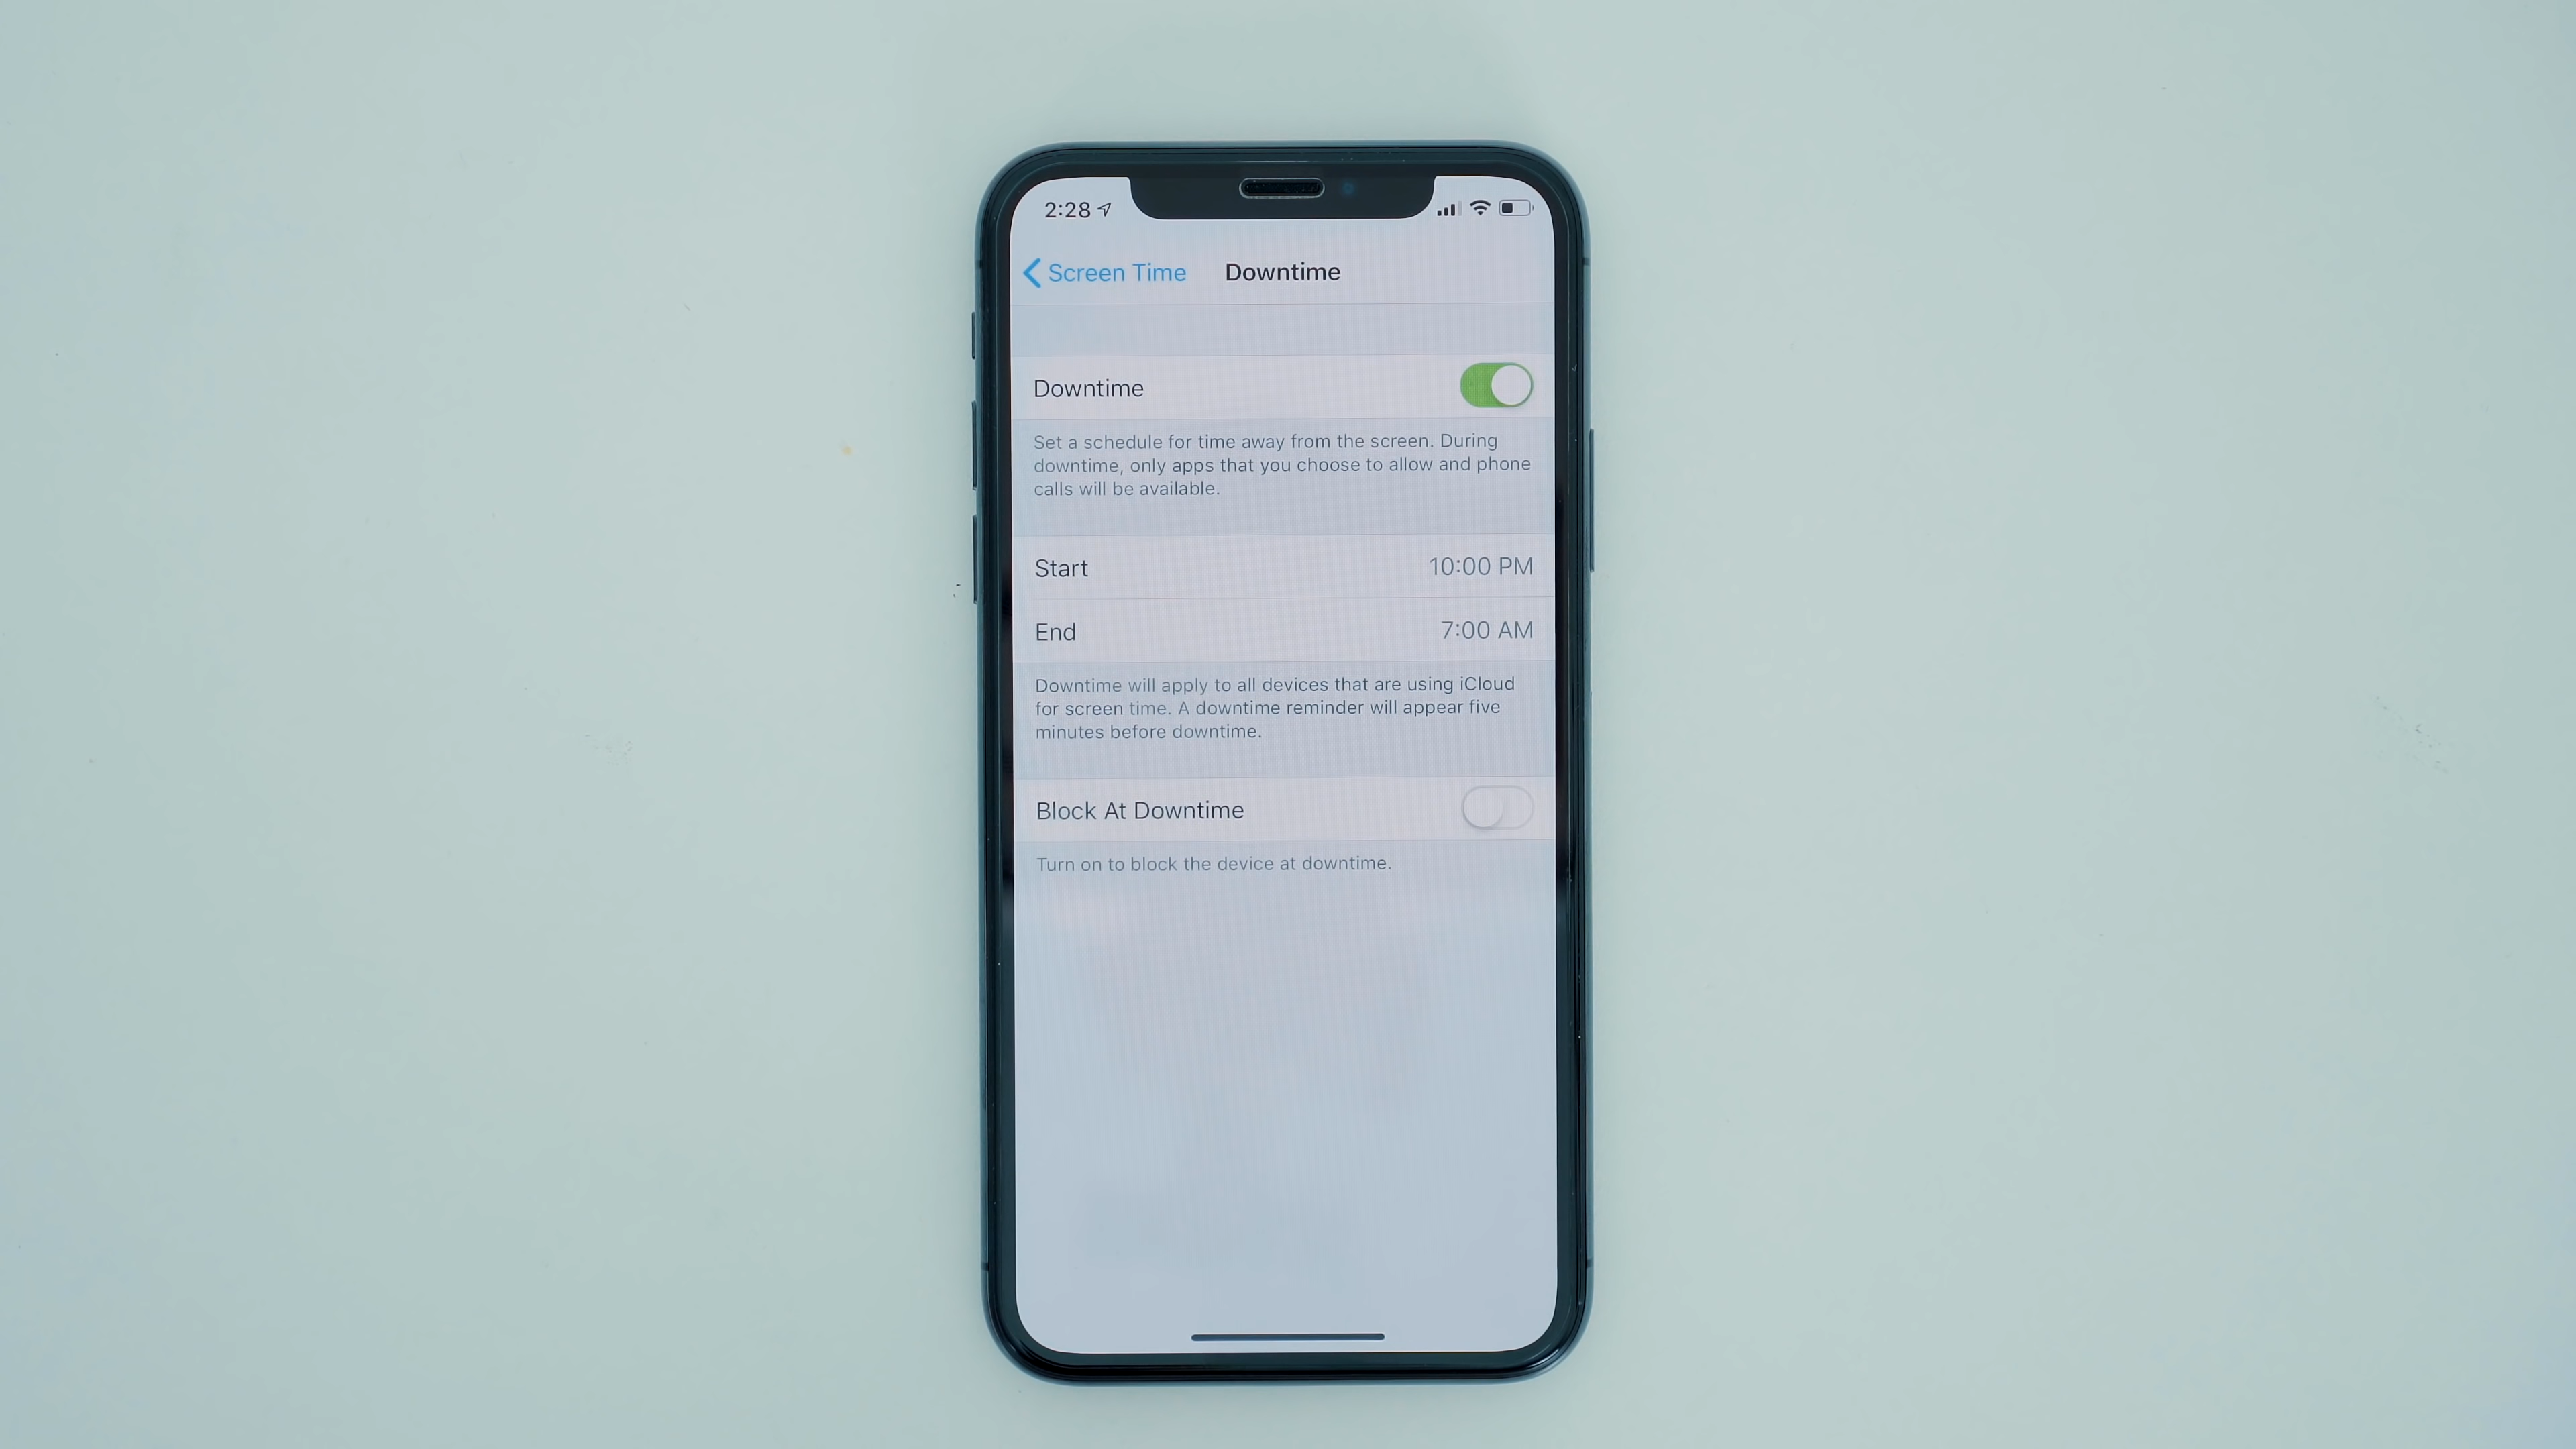 2:28
Screen Time Downtime
Downtime
Set a schedule for time away from the screen. During
downtime, only apps that you choose to allow and phone
calls will be available.
Start 10:00 PM
End 7:00 AM
Downtime will apply to all devices that are using iCloud
for screen time. A downtime reminder will appear five
minutes before downtime.
Block At Downtime
Turn on to block the device at downtime.